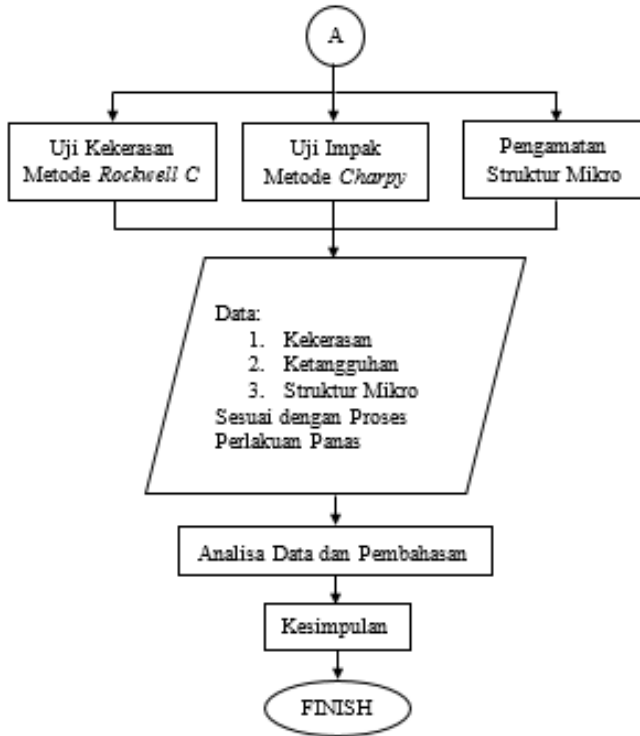 A
Uji Kekerasan
Metode Rockwell C
Uji Impak
Metode Charpy
Pengamatan
Struktur Mikro
Data:
1. Kekerasan
2. Ketangguhan
3. Struktur Mikro
Sesuai dengan Proses
Perlakuan Panas
Analisa Data dan Pembahasan
Kesimpulan
FINISH